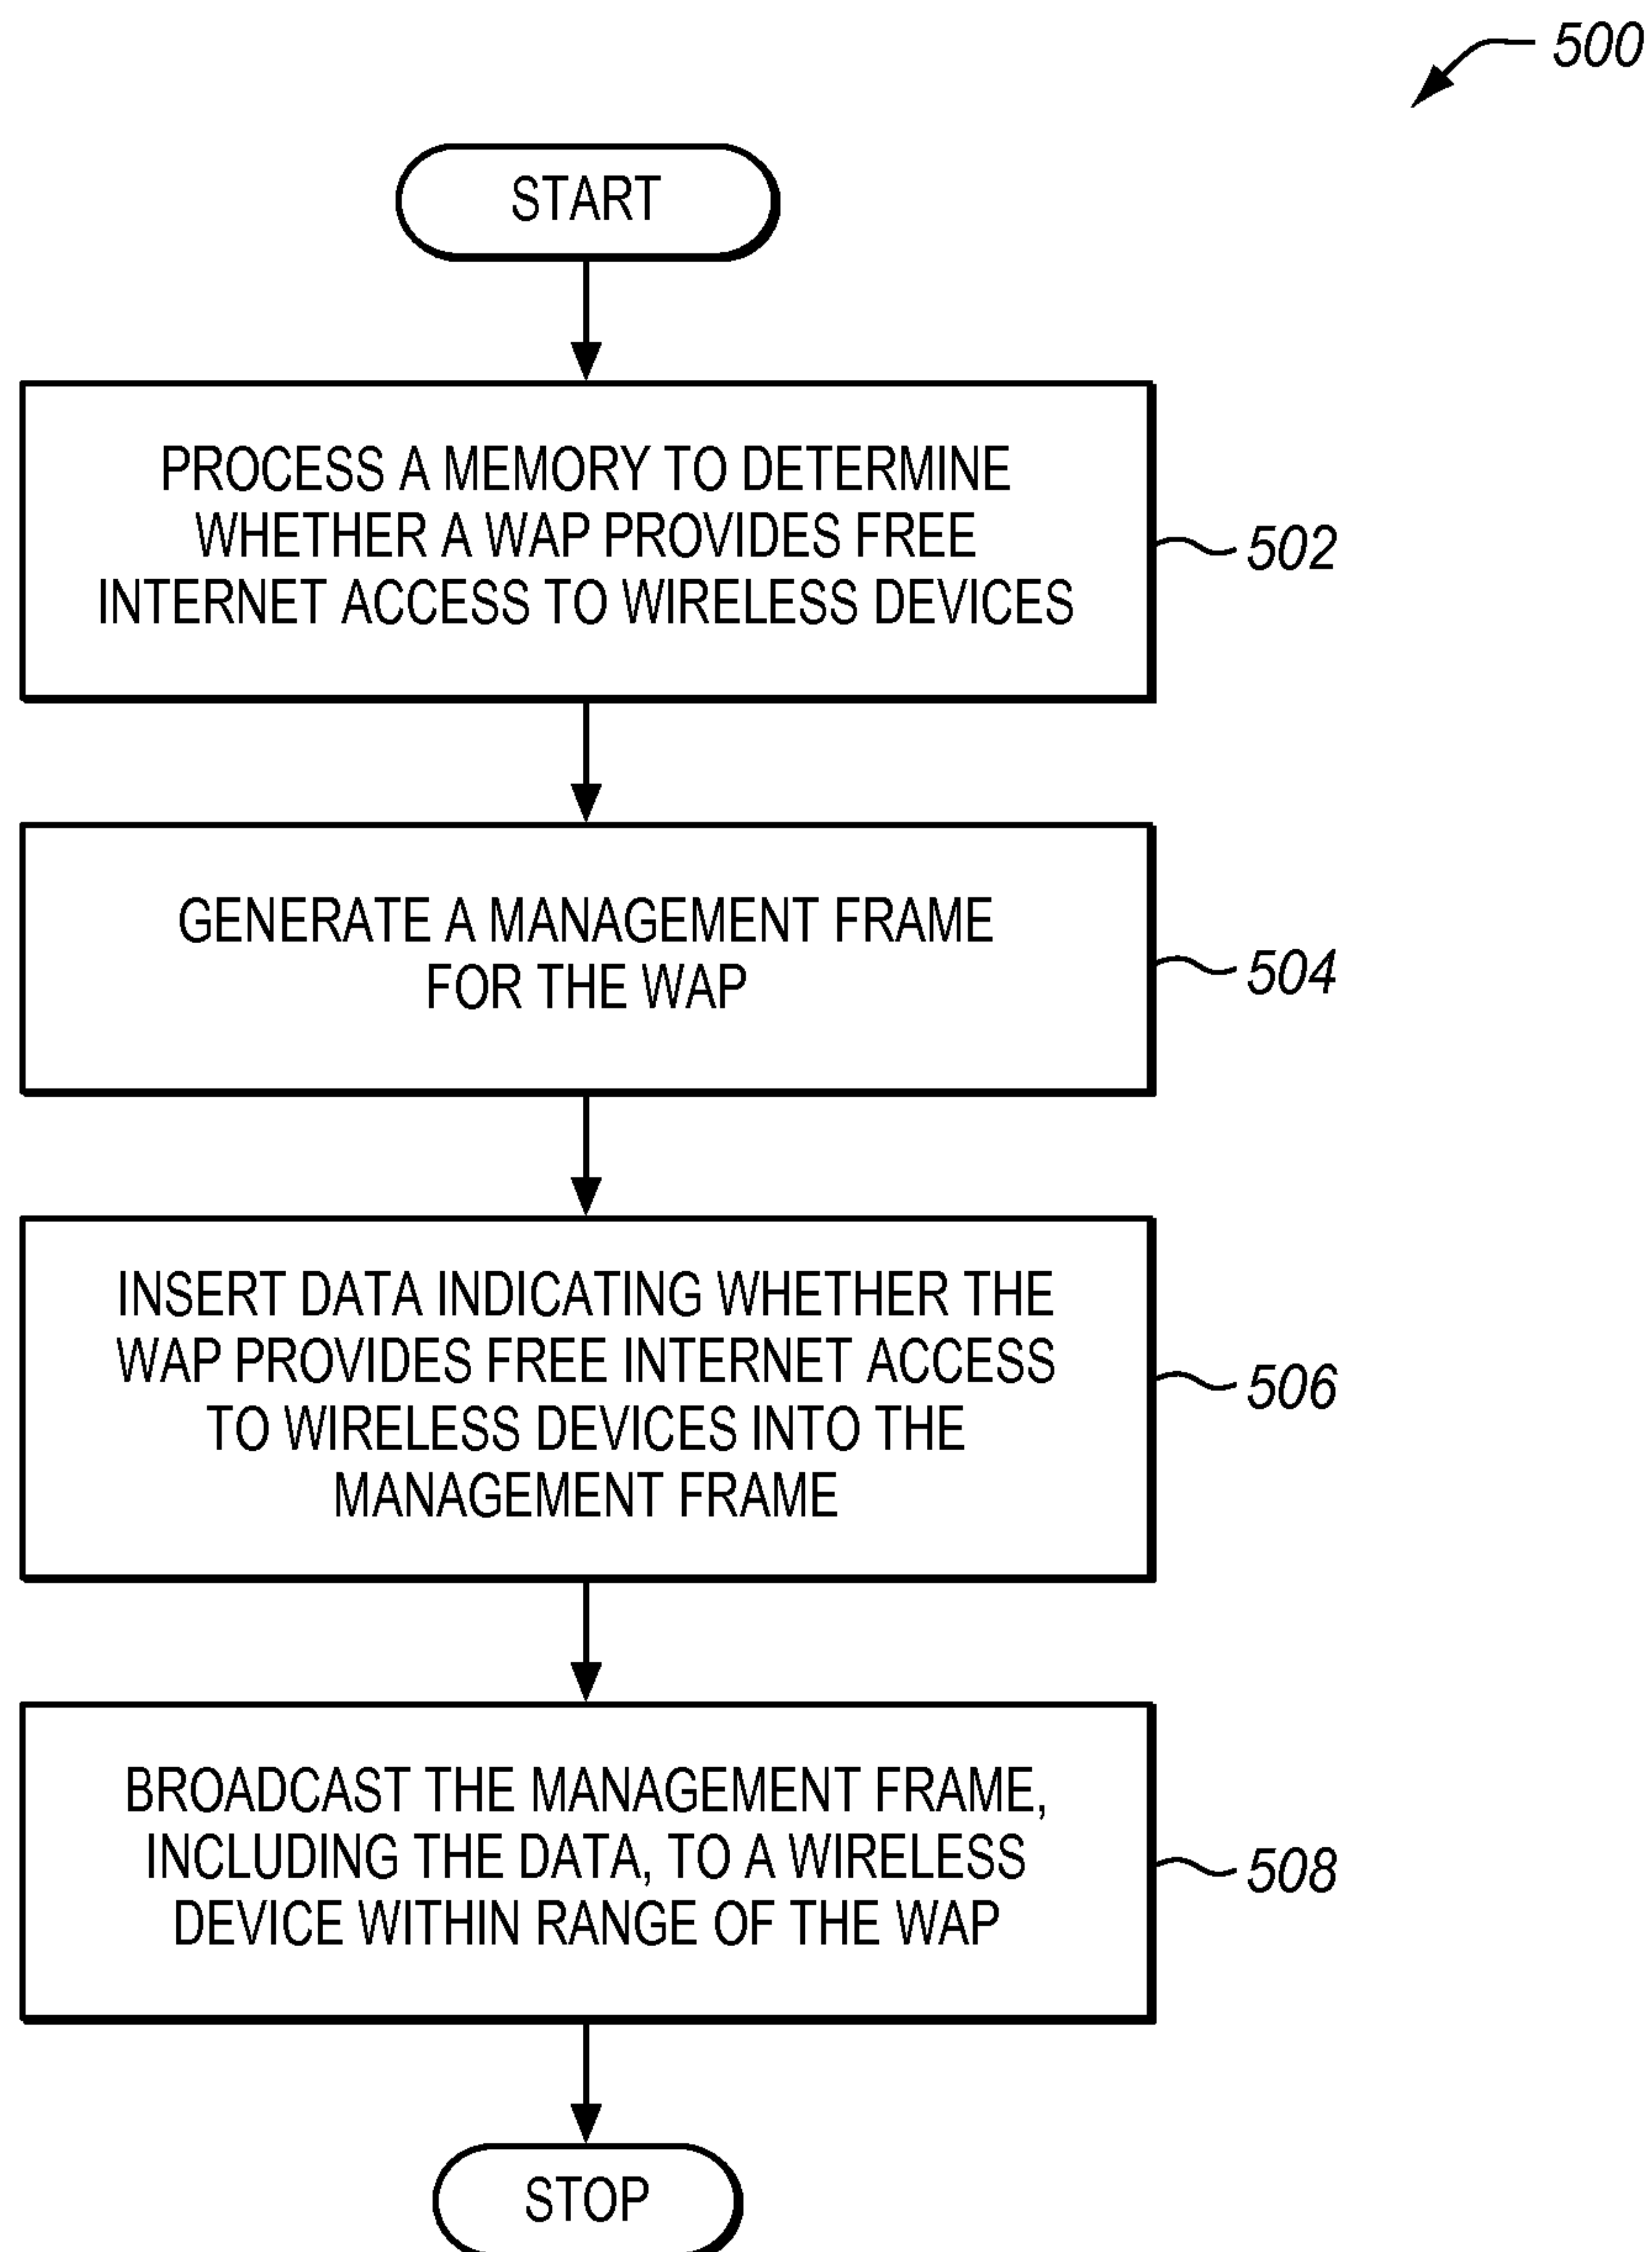 500
START
PROCESS A MEMORY TO DETERMINE
WHETHER A WAP PROVIDES FREE
INTERNET ACCESS TO WIRELESS DEVICES
502
GENERATE A MANAGEMENT FRAME
FOR THE WAP
504
INSERT DATA INDICATING WHETHER THE
WAP PROVIDES FREE INTERNET ACCESS
TO WIRELESS DEVICES INTO THE
MANAGEMENT FRAME
506
BROADCAST THE MANAGEMENT FRAME,
INCLUDING THE DATA, TO A WIRELESS
DEVICE WITHIN RANGE OF THE WAP
508
STOP